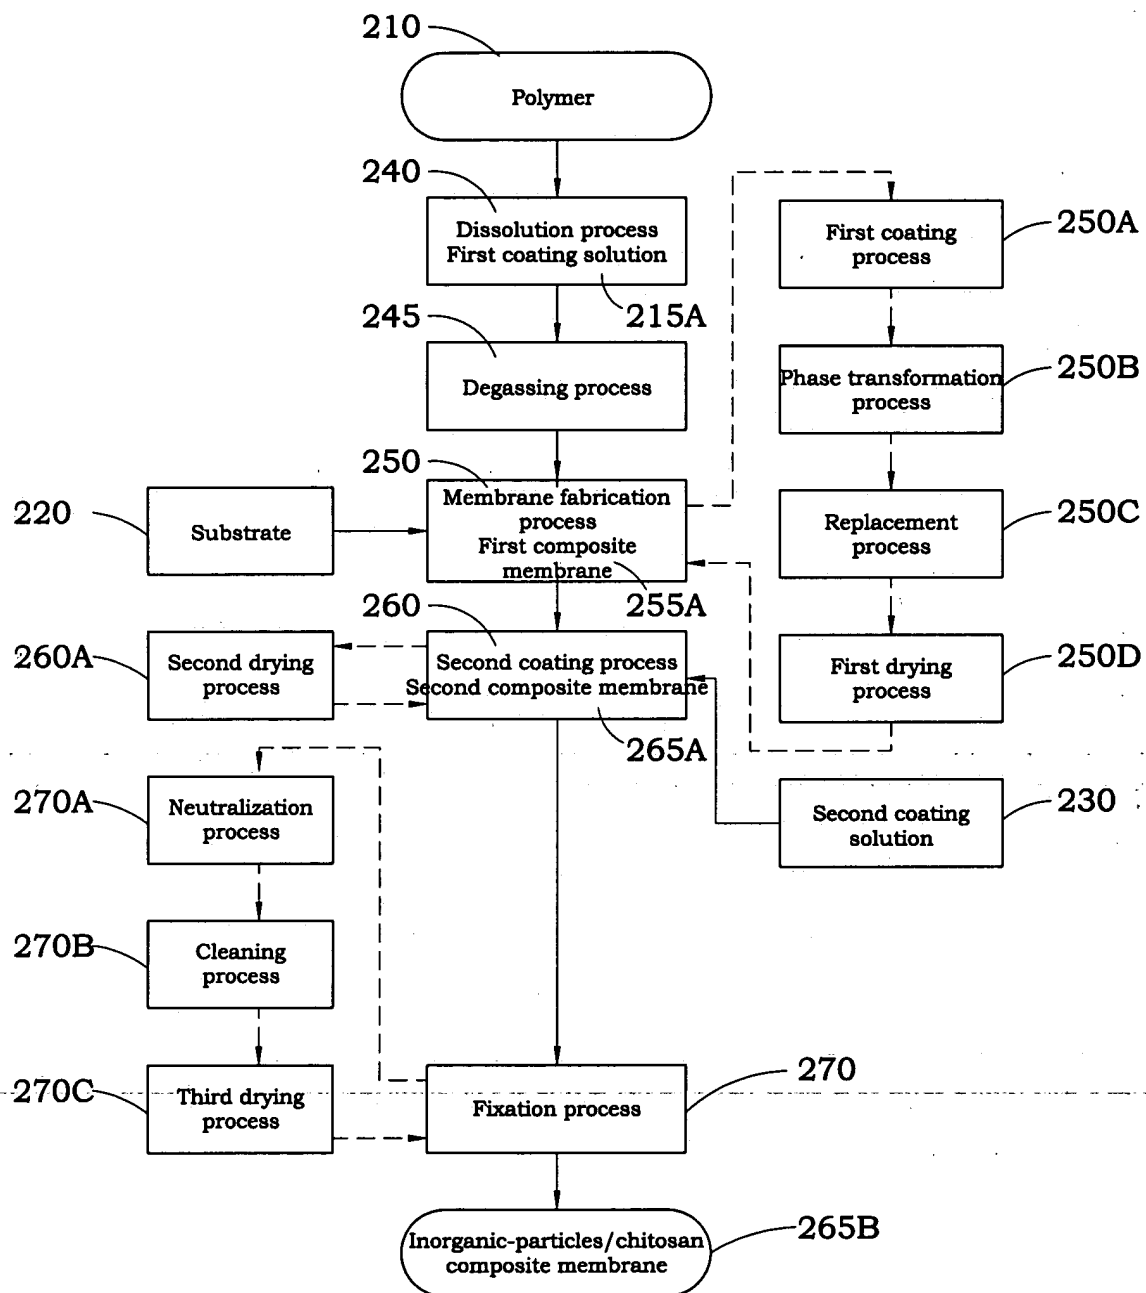 210
Polymer
240
Dissolution process
First coating solution
215A
250A
First coating
process
245
Degassing process
250B
Phase transformation
process
250
Membrane fabrication
process
First composite
membrane
255A
220
Substrate
250C
Replacement
process
260
Second coating process
Second composite membrane
265A
260A
Second drying
process
250D
First drying
process
270A
Neutralization
process
230
Second coating
solution
270B
Cleaning
process
270C
Third drying
process
270
Fixation process
265B
Inorganic-particles/chitosan
composite membrane